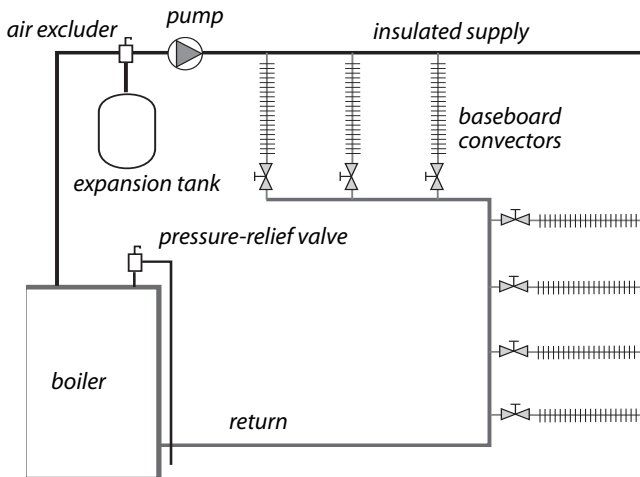 air excluder
pump
insulated supply
baseboard
convectors
expansion tank
pressure-relief valve
boiler
return